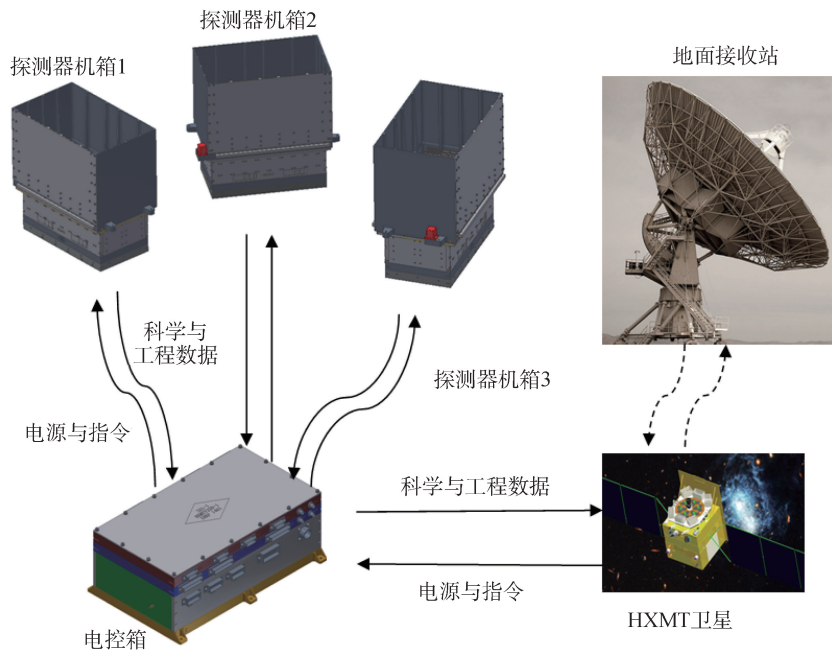 探测器机箱2
探测器机箱1
地面接收站
科学与
工程数据
探测器机箱3
电源与指令
科学与工程数据
电源与指令
电控箱
HXMT卫星